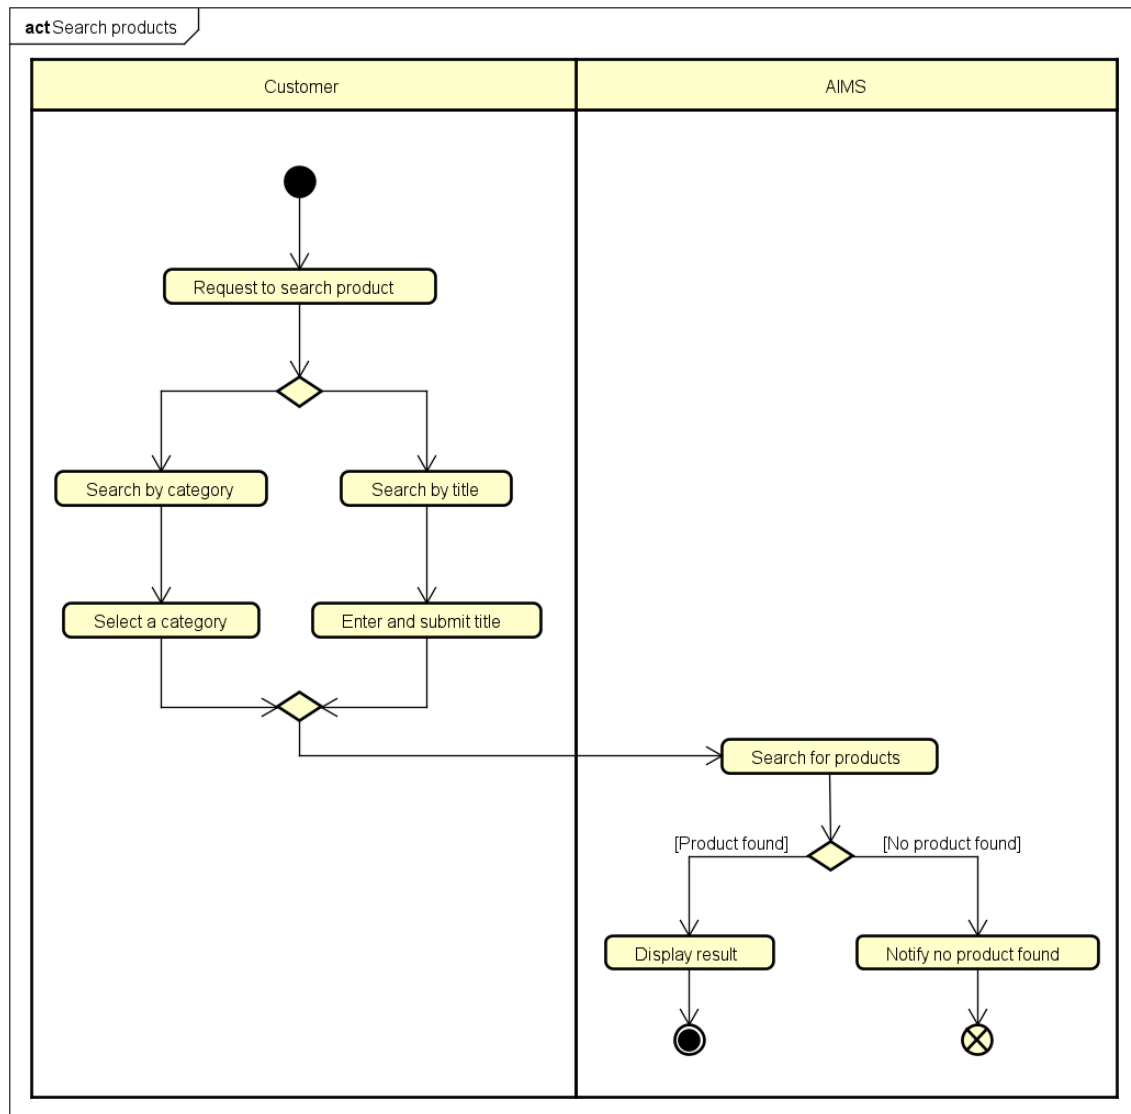 act Search products
Customer
AIMS
Request to search product
Search by category
Search by title
Select a category
Enter and submit title
Search for products
[Product found]
[No product found]
Display result
Notify no product found